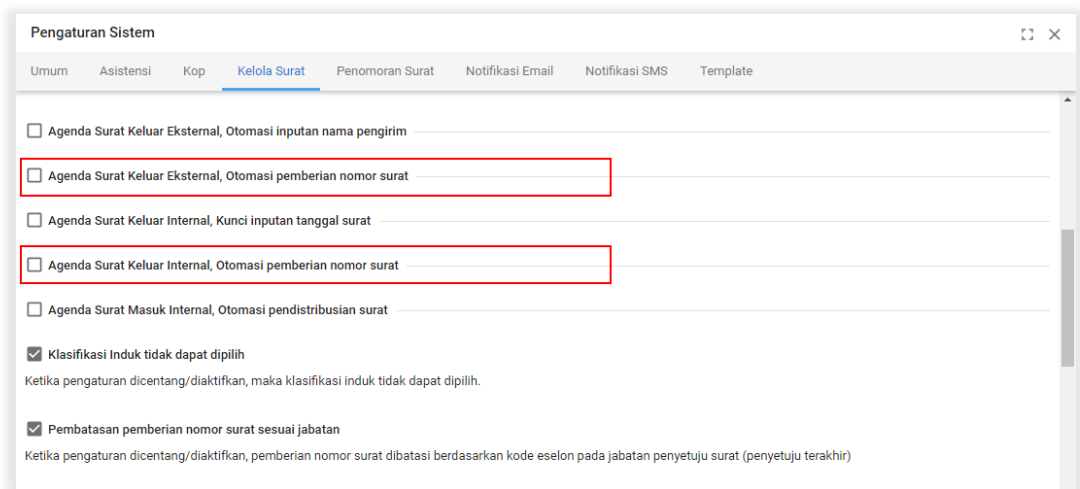 Pengaturan Sistem
Umum Asistensi Kop Kelola Surat Penomoran Surat Notifikasi Email Notifikasi SMS Template
Agenda Surat Keluar Eksternal, Otomasi inputan nama pengirim
Agenda Surat Keluar Eksternal, Otomasi pemberian nomor surat
Agenda Surat Keluar Internal, Kunci inputan tanggal surat
Agenda Surat Keluar Internal, Otomasi pemberian nomor surat
Agenda Surat Masuk Internal, Otomasi pendistribusian surat
Klasifikasi Induk tidak dapat dipilih
Ketika pengaturan dicentang/diaktifkan, maka klasifikasi induk tidak dapat dipilih.
Pembatasan pemberian nomor surat sesuai jabatan
Ketika pengaturan dicentang/diaktifkan, pemberian nomor surat dibatasi berdasarkan kode eselon pada jabatan penyetuju surat (penyetuju terakhir)